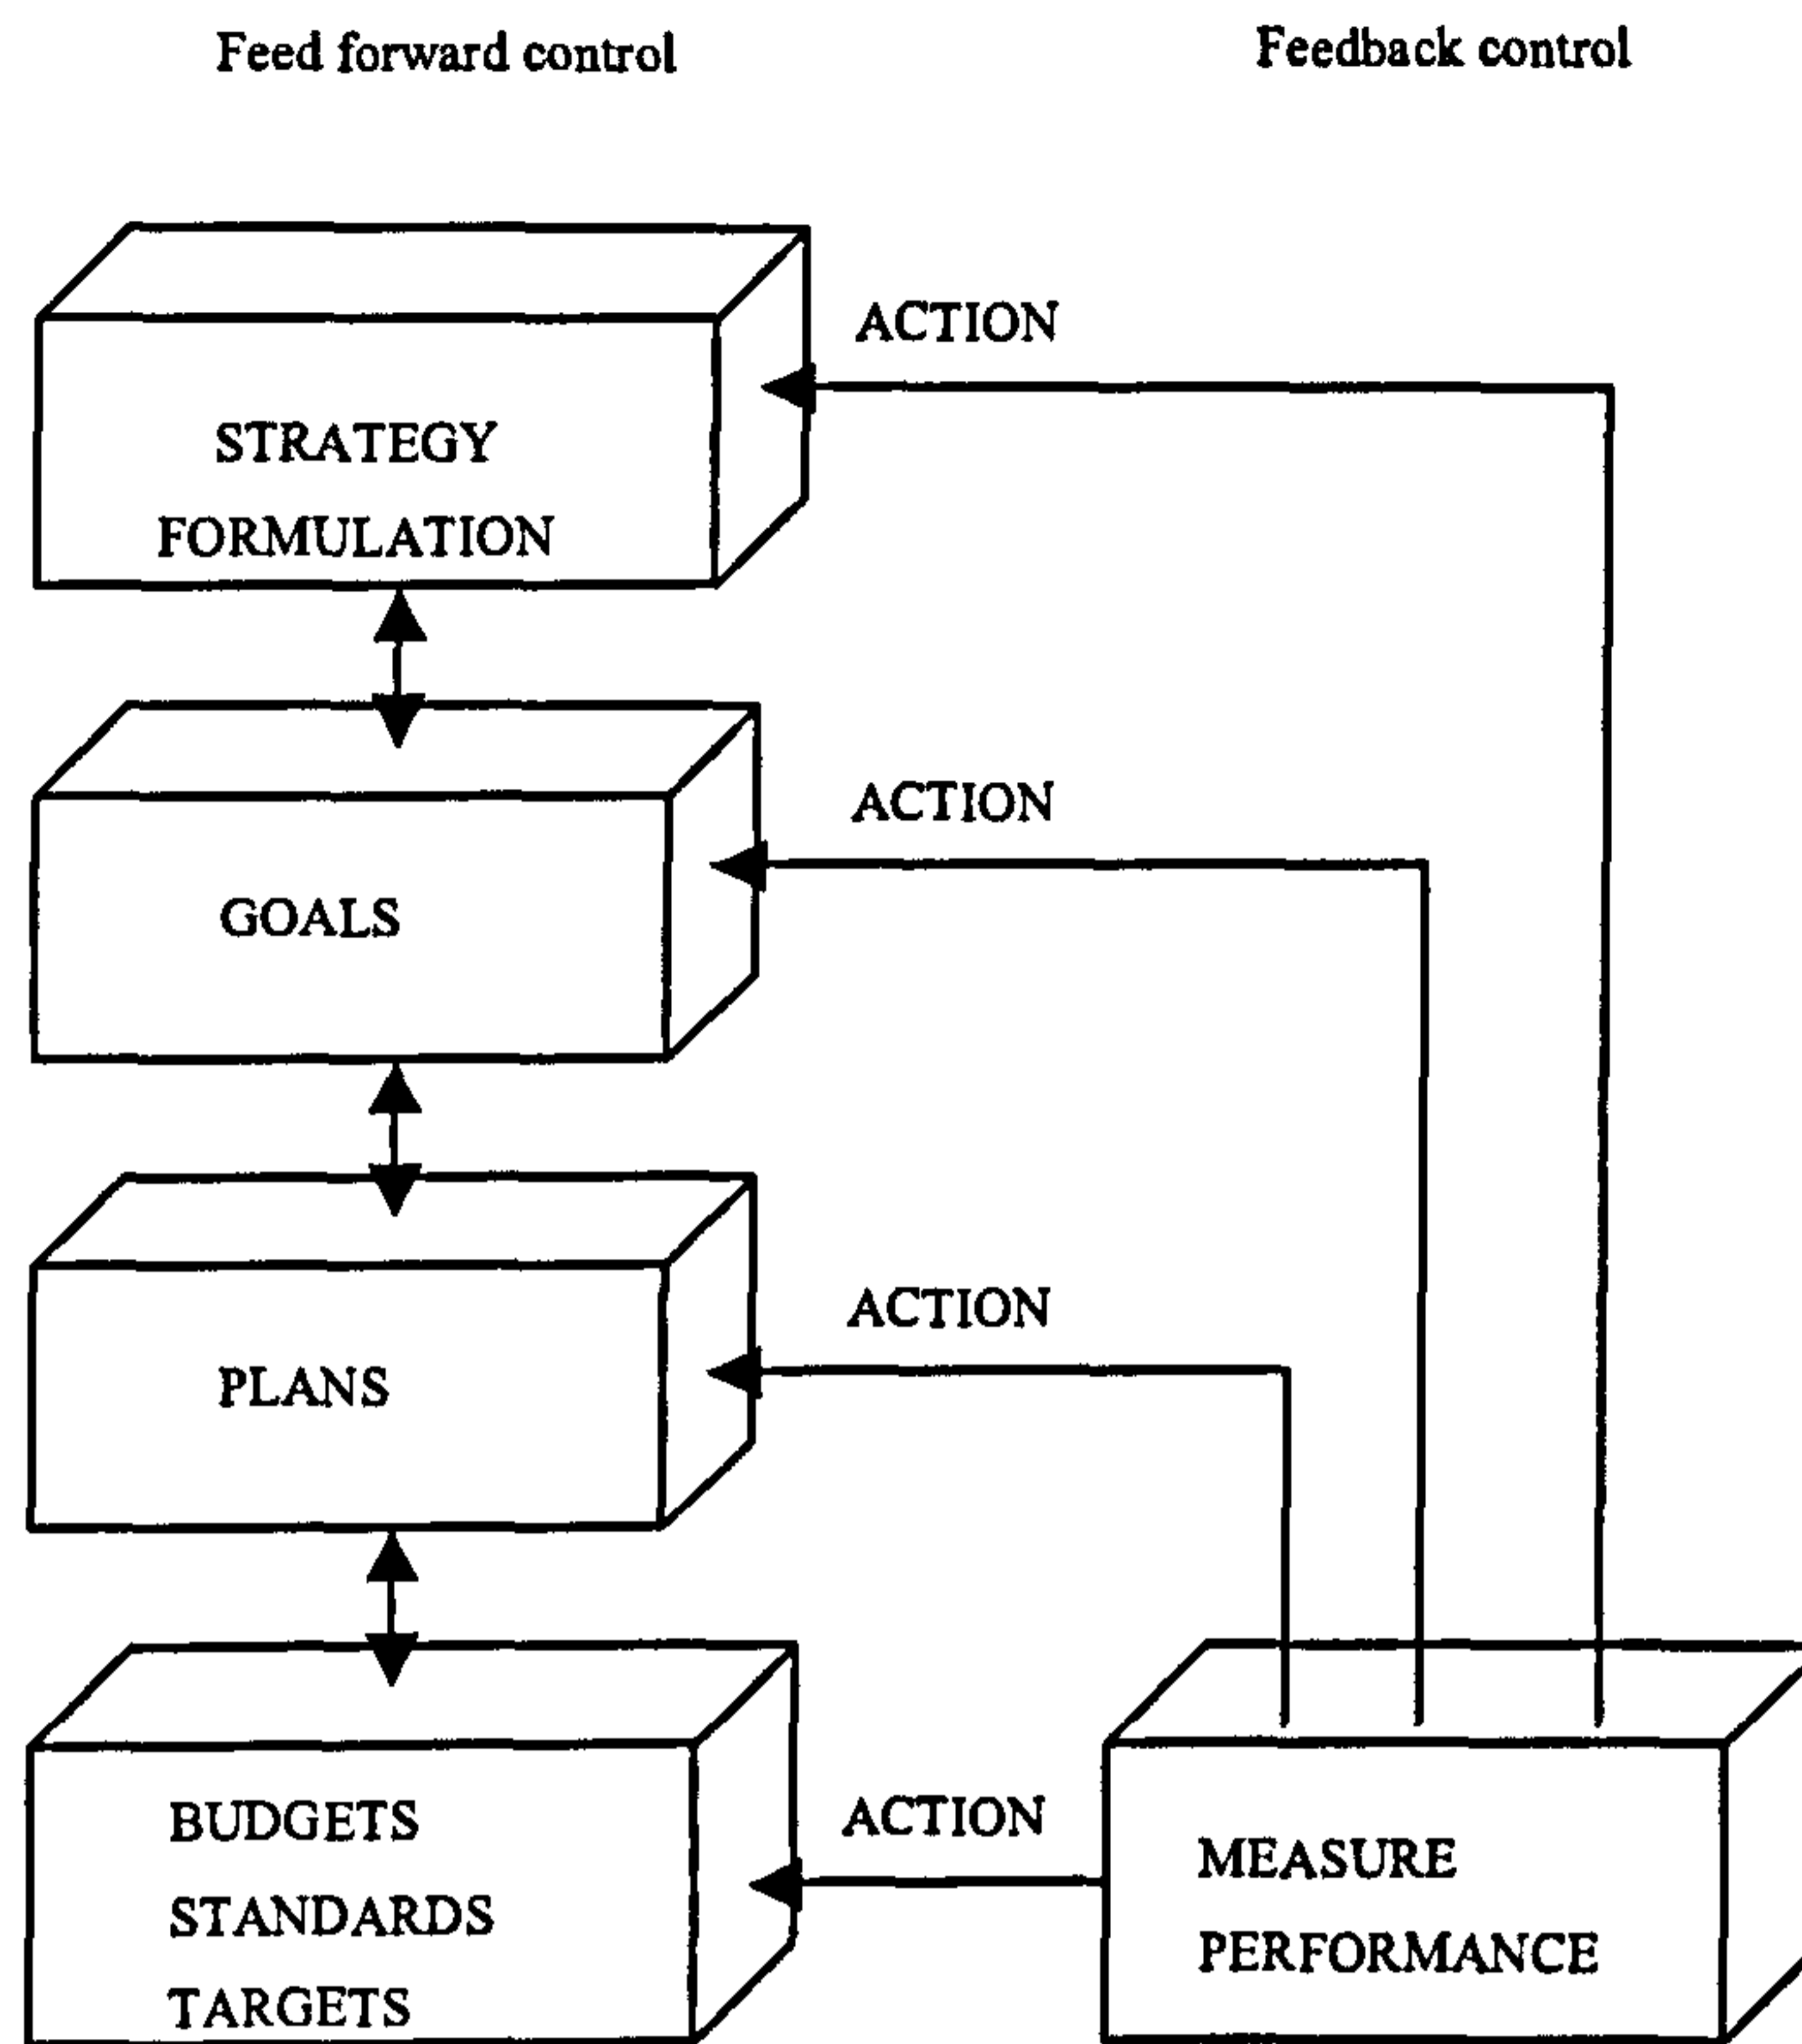 Feed forward control
Feedback control
ACTION
STRATEGY
FORMULATION
ACTION
GOALS
ACTION
PLANS
ACTION
BUDGETS
STANDARDS
TARGETS
MEASURE
PERFORMANCE